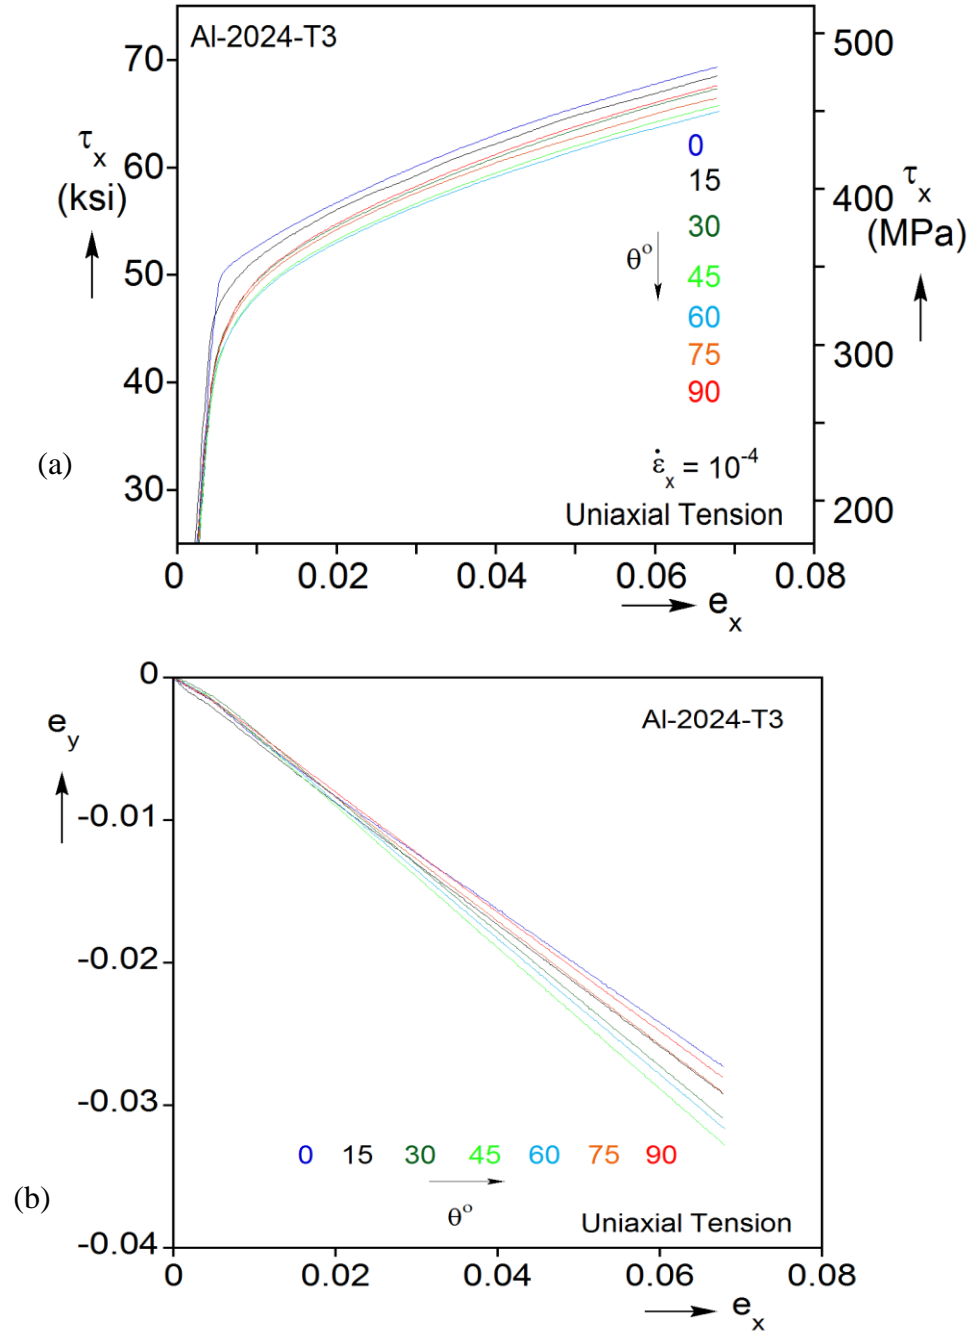 Al-2024-T3
70
60
50
40
30
τx
(ksi)
500
400
300
200
τx
(MPa)
0
15
30
45
60
75
90
θo
ε̇x = 10-4
Uniaxial Tension
(a)
0
0.02
0.04
0.06
0.08
ex
0
-0.01
-0.02
-0.03
-0.04
ey
Al-2024-T3
0 15 30 45 60 75 90
θo
(b)
Uniaxial Tension
0
0.02
0.04
0.06
0.08
ex